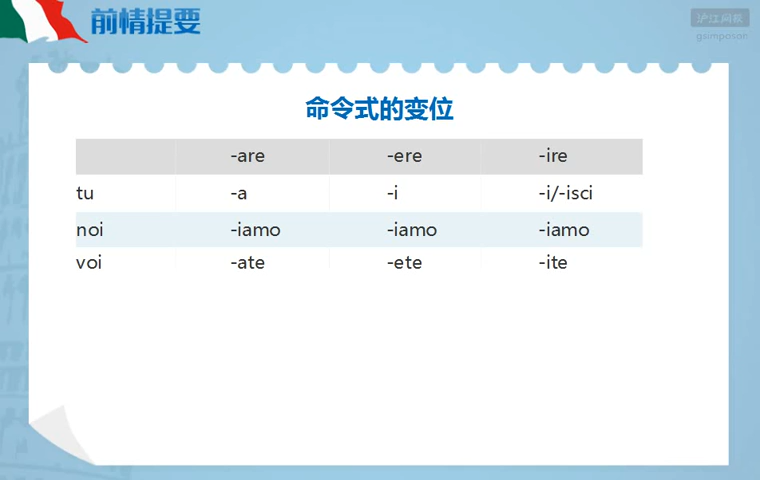 前情提要
沪江网校
gsimposon
命令式的变位
-are -ere -ire
tu -a -i -i/-isci
noi -iamo -iamo -iamo
voi -ate -ete -ite